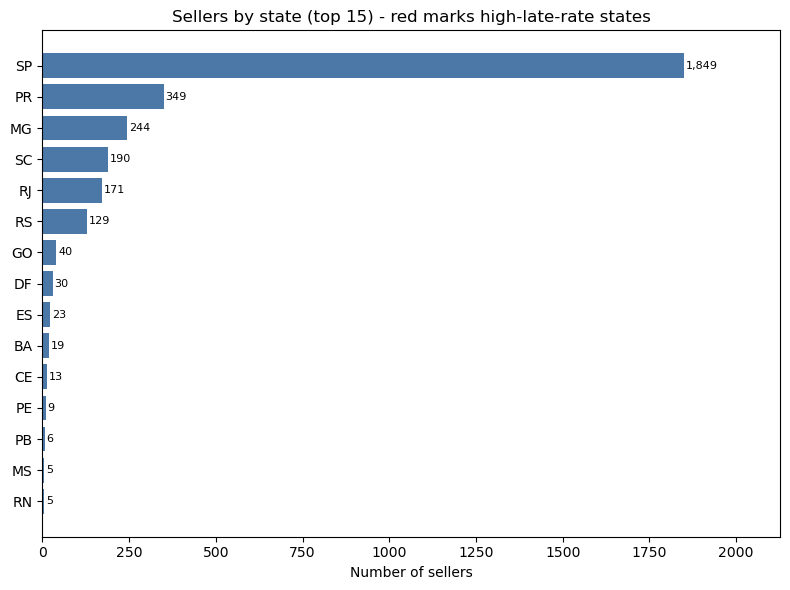 Sellers by state (top 15) - red marks high-late-rate states
SP 1,849
PR 349
MG 244
SC 190
RJ 171
RS 129
GO 40
DF 30
ES 23
BA 19
CE 13
PE 9
PB 6
MS 5
RN 5
0 250 500 750 1000 1250 1500 1750 2000
Number of sellers